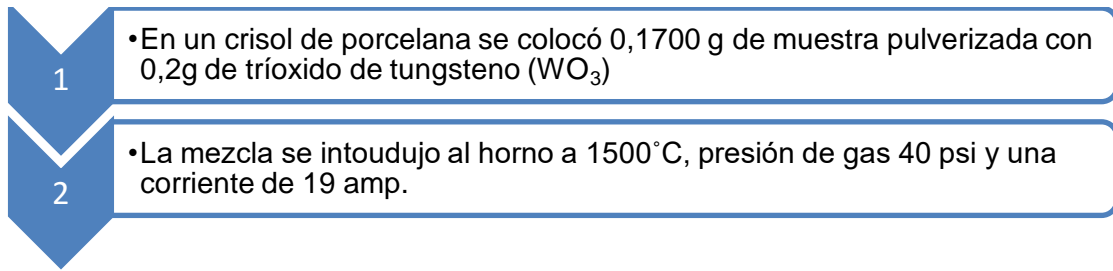 1
•En un crisol de porcelana se colocó 0,1700 g de muestra pulverizada con
0,2g de tríoxido de tungsteno (WO₃)
2
•La mezcla se intoudujo al horno a 1500˚C, presión de gas 40 psi y una
corriente de 19 amp.